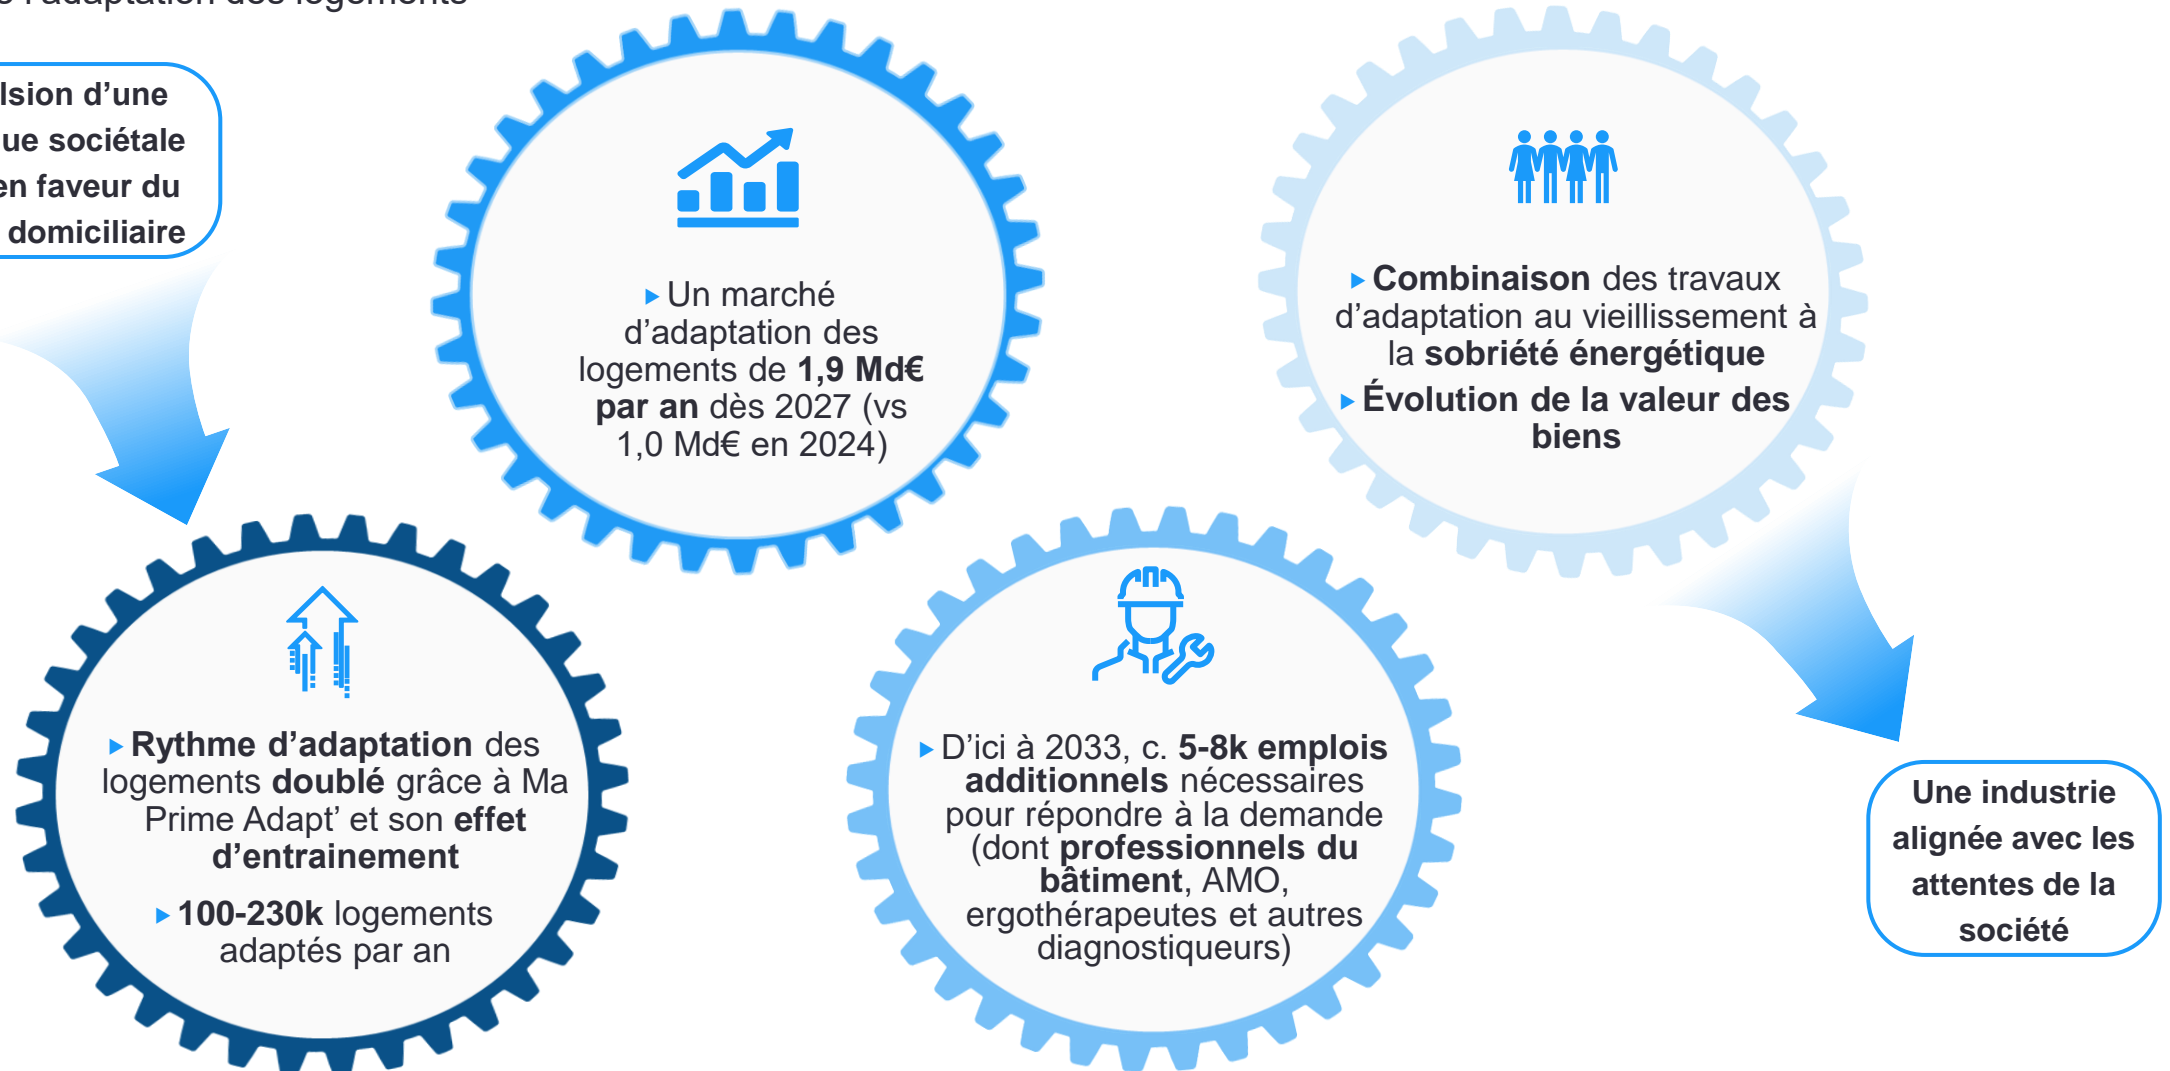 l'adaptation des logements
d'une
sociétale
en faveur du
domiciliaire
▸ Un marché
d'adaptation des
logements de 1,9 Md€
par an dès 2027 (vs
1,0 Md€ en 2024)
▸ Combinaison des travaux
d'adaptation au vieillissement à
la sobriété énergétique
▸ Évolution de la valeur des
biens
▸ Rythme d'adaptation des
logements doublé grâce à Ma
Prime Adapt' et son effet
d'entrainement
▸ 100-230k logements
adaptés par an
▸ D'ici à 2033, c. 5-8k emplois
additionnels nécessaires
pour répondre à la demande
(dont professionnels du
bâtiment, AMO,
ergothérapeutes et autres
diagnostiqueurs)
Une industrie
alignée avec les
attentes de la
société